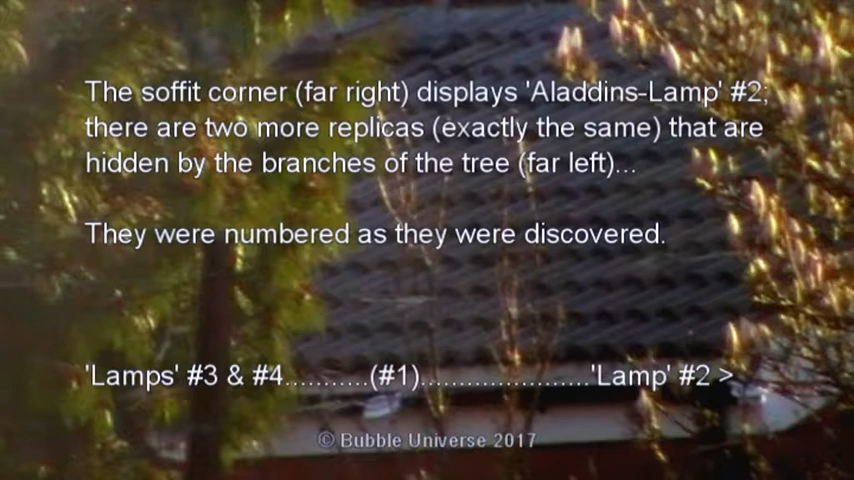 The soffit corner (far right) displays 'Aladdins-Lamp' #2;
there are two more replicas (exactly the same) that are
hidden by the branches of the tree (far left)...
They were numbered as they were discovered.
'Lamps' #3 & #4...........(#1)......................'Lamp' #2 >
© Bubble Universe 2017